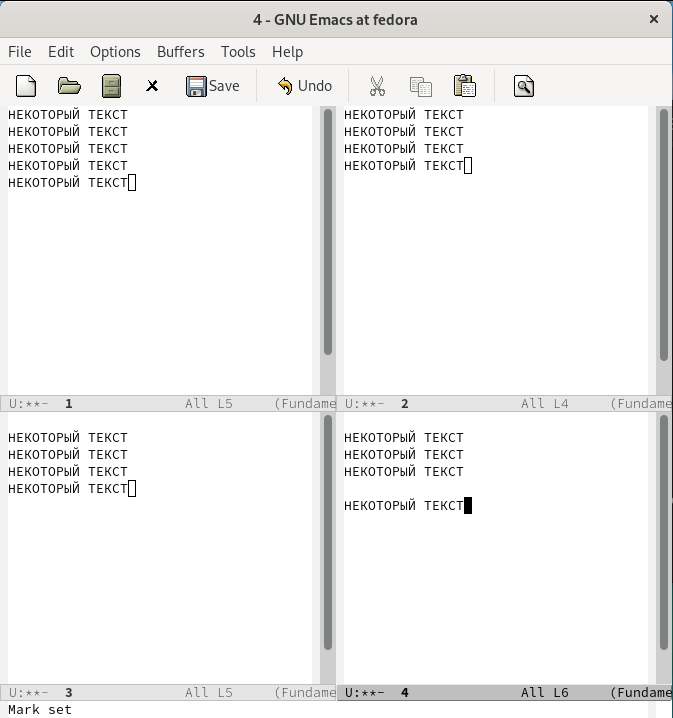 4 - GNU Emacs at fedora
File Edit Options Buffers Tools Help
Save Undo
НЕКОТОРЫЙ ТЕКСТ
НЕКОТОРЫЙ ТЕКСТ
НЕКОТОРЫЙ ТЕКСТ
НЕКОТОРЫЙ ТЕКСТ
НЕКОТОРЫЙ ТЕКСТ
U:**- 1 All L5 (Fundame
НЕКОТОРЫЙ ТЕКСТ
НЕКОТОРЫЙ ТЕКСТ
НЕКОТОРЫЙ ТЕКСТ
НЕКОТОРЫЙ ТЕКСТ
U:**- 2 All L4 (Fundame
НЕКОТОРЫЙ ТЕКСТ
НЕКОТОРЫЙ ТЕКСТ
НЕКОТОРЫЙ ТЕКСТ
НЕКОТОРЫЙ ТЕКСТ
U:**- 3 All L5 (Fundame
НЕКОТОРЫЙ ТЕКСТ
НЕКОТОРЫЙ ТЕКСТ
НЕКОТОРЫЙ ТЕКСТ
НЕКОТОРЫЙ ТЕКСТ
U:**- 4 All L6 (Fundame
Mark set